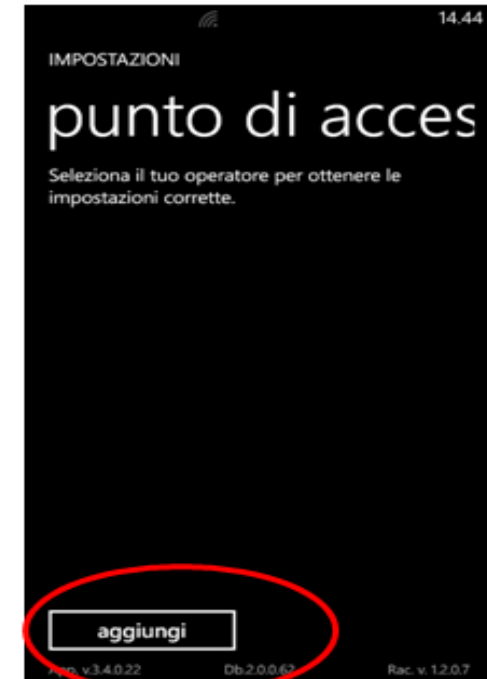 14.44
IMPOSTAZIONI
punto di acces
Seleziona il tuo operatore per ottenere le
impostazioni corrette.
aggiungi
App. v.3.4.0.22 Db.2.0.0.62 Rac. v. 1.2.0.7